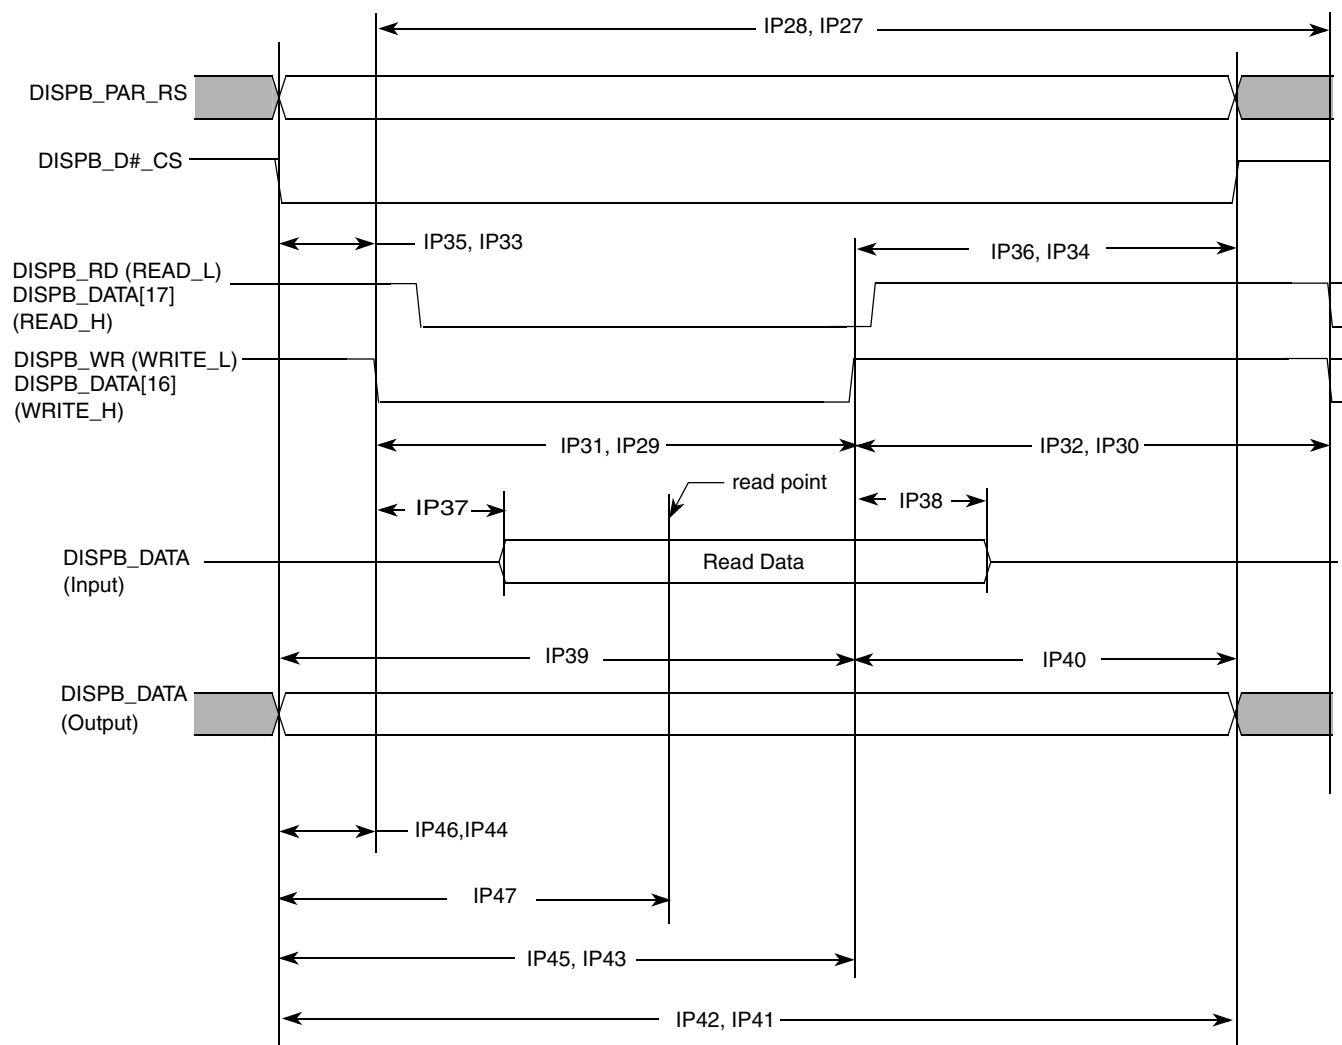 IP28, IP27
DISPB_PAR_RS
DISPB_D#_CS
IP35, IP33
IP36, IP34
DISPB_RD (READ_L)
DISPB_DATA[17]
(READ_H)
DISPB_WR (WRITE_L)
DISPB_DATA[16]
(WRITE_H)
IP31, IP29
IP32, IP30
read point
IP37
IP38
DISPB_DATA
(Input)
Read Data
IP39
IP40
DISPB_DATA
(Output)
IP46,IP44
IP47
IP45, IP43
IP42, IP41